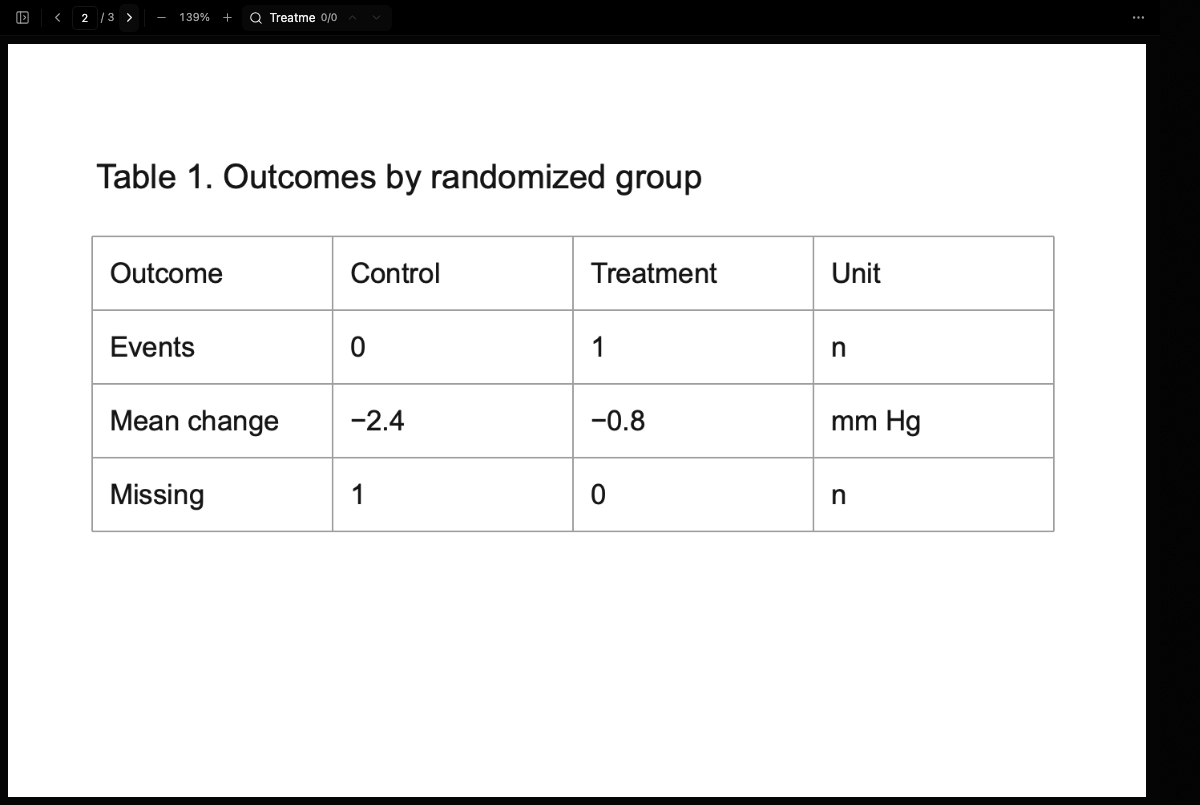 2 / 3 139% Treatme 0/0
Table 1. Outcomes by randomized group
Outcome Control Treatment Unit
Events 0 1 n
Mean change −2.4 −0.8 mm Hg
Missing 1 0 n